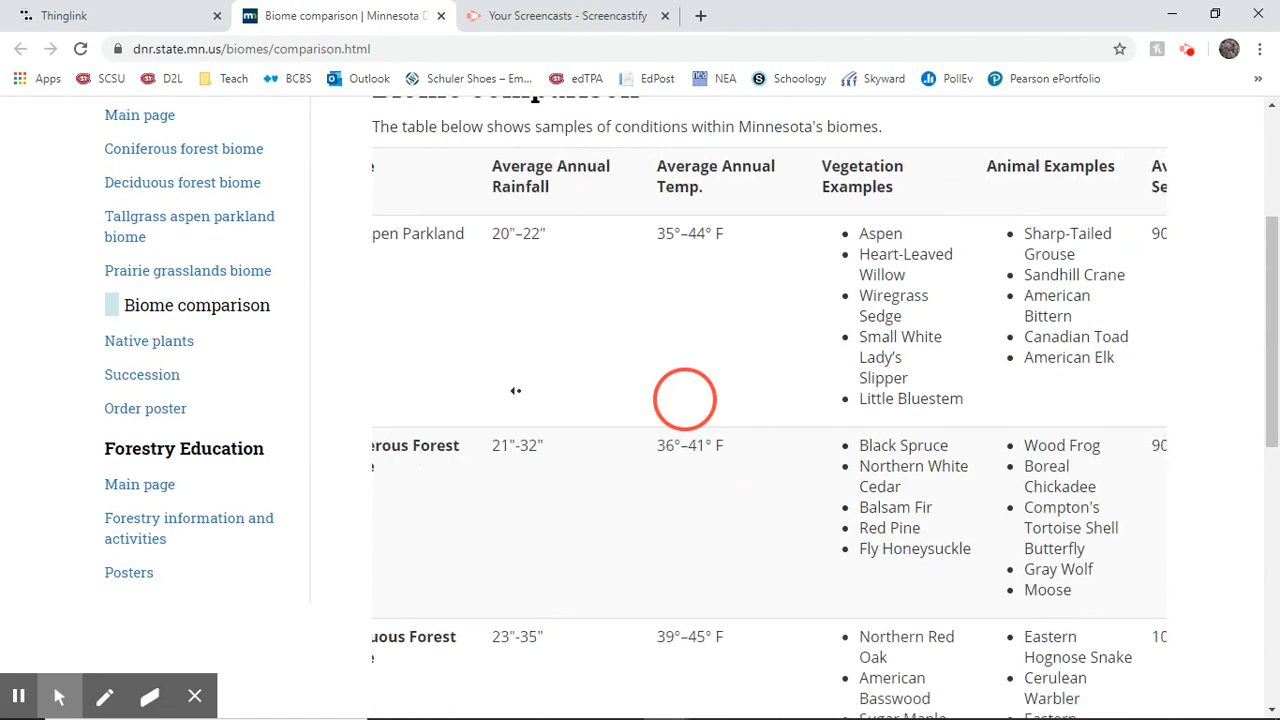 Thinglink
Biome comparison | Minnesota D
Your Screencasts - Screencastify
dnr.state.mn.us/biomes/comparison.html
Apps SCSU D2L Teach BCBS Outlook Schuler Shoes – Em... edTPA EdPost NEA Schoology Skyward PollEv Pearson ePortfolio
Main page
Coniferous forest biome
Deciduous forest biome
Tallgrass aspen parkland
biome
Prairie grasslands biome
Biome comparison
Native plants
Succession
Order poster
Forestry Education
Main page
Forestry information and
activities
Posters
Biome comparison
The table below shows samples of conditions within Minnesota's biomes.
Average Annual
Rainfall
Average Annual
Temp.
Vegetation
Examples
Animal Examples
Av
Se
pen Parkland
20"–22"
35°–44° F
Aspen
Heart-Leaved
Willow
Wiregrass
Sedge
Small White
Lady's
Slipper
Little Bluestem
Sharp-Tailed
Grouse
Sandhill Crane
American
Bittern
Canadian Toad
American Elk
90
erous Forest
21"-32"
36°–41° F
Black Spruce
Northern White
Cedar
Balsam Fir
Red Pine
Fly Honeysuckle
Wood Frog
Boreal
Chickadee
Compton's
Tortoise Shell
Butterfly
Gray Wolf
Moose
90
uous Forest
23"-35"
39°–45° F
Northern Red
Oak
American
Basswood
Sugar Maple
Eastern
Hognose Snake
Cerulean
Warbler
Eastern
10